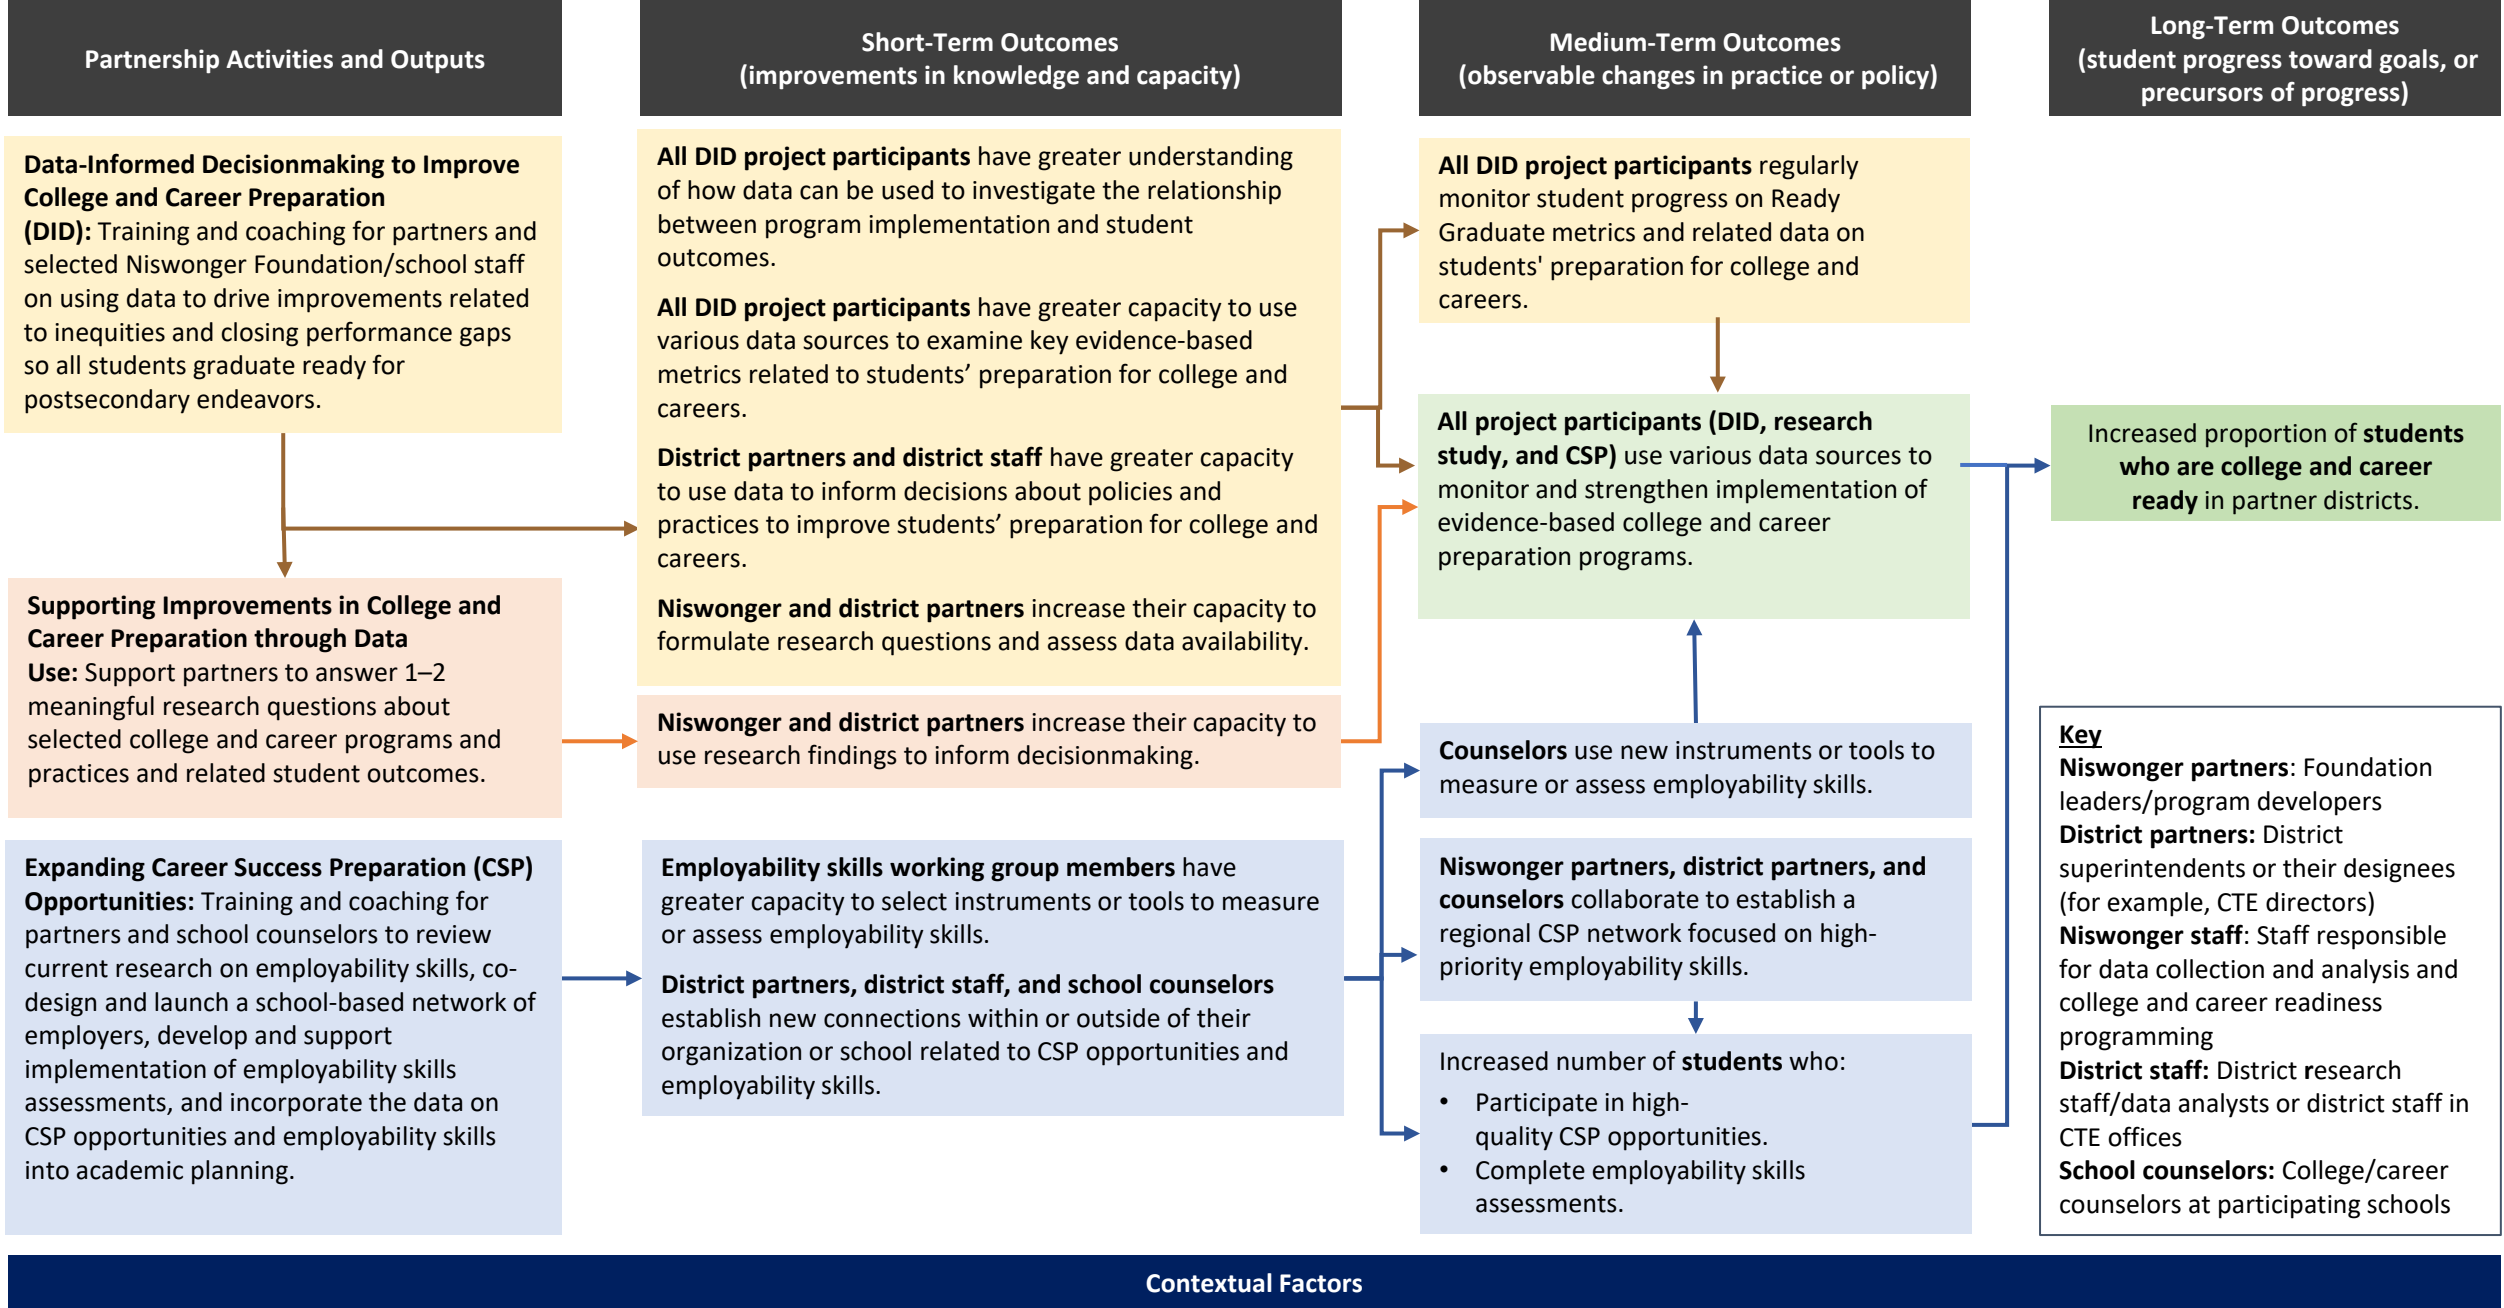 Partnership Activities and Outputs
Short-Term Outcomes
(improvements in knowledge and capacity)
Medium-Term Outcomes
(observable changes in practice or policy)
Long-Term Outcomes
(student progress toward goals, or
precursors of progress)
Data-Informed Decisionmaking to Improve
College and Career Preparation
(DID): Training and coaching for partners and
selected Niswonger Foundation/school staff
on using data to drive improvements related
to inequities and closing performance gaps
so all students graduate ready for
postsecondary endeavors.
Supporting Improvements in College and
Career Preparation through Data
Use: Support partners to answer 1–2
meaningful research questions about
selected college and career programs and
practices and related student outcomes.
Expanding Career Success Preparation (CSP)
Opportunities: Training and coaching for
partners and school counselors to review
current research on employability skills, co-
design and launch a school-based network of
employers, develop and support
implementation of employability skills
assessments, and incorporate the data on
CSP opportunities and employability skills
into academic planning.
All DID project participants have greater understanding
of how data can be used to investigate the relationship
between program implementation and student
outcomes.
All DID project participants have greater capacity to use
various data sources to examine key evidence-based
metrics related to students’ preparation for college and
careers.
District partners and district staff have greater capacity
to use data to inform decisions about policies and
practices to improve students’ preparation for college and
careers.
Niswonger and district partners increase their capacity to
formulate research questions and assess data availability.
Niswonger and district partners increase their capacity to
use research findings to inform decisionmaking.
Employability skills working group members have
greater capacity to select instruments or tools to measure
or assess employability skills.
District partners, district staff, and school counselors
establish new connections within or outside of their
organization or school related to CSP opportunities and
employability skills.
All DID project participants regularly
monitor student progress on Ready
Graduate metrics and related data on
students' preparation for college and
careers.
All project participants (DID, research
study, and CSP) use various data sources to
monitor and strengthen implementation of
evidence-based college and career
preparation programs.
Counselors use new instruments or tools to
measure or assess employability skills.
Niswonger partners, district partners, and
counselors collaborate to establish a
regional CSP network focused on high-
priority employability skills.
Increased number of students who:
• Participate in high-
quality CSP opportunities.
• Complete employability skills
assessments.
Increased proportion of students
who are college and career
ready in partner districts.
Key
Niswonger partners: Foundation
leaders/program developers
District partners: District
superintendents or their designees
(for example, CTE directors)
Niswonger staff: Staff responsible
for data collection and analysis and
college and career readiness
programming
District staff: District research
staff/data analysts or district staff in
CTE offices
School counselors: College/career
counselors at participating schools
Contextual Factors